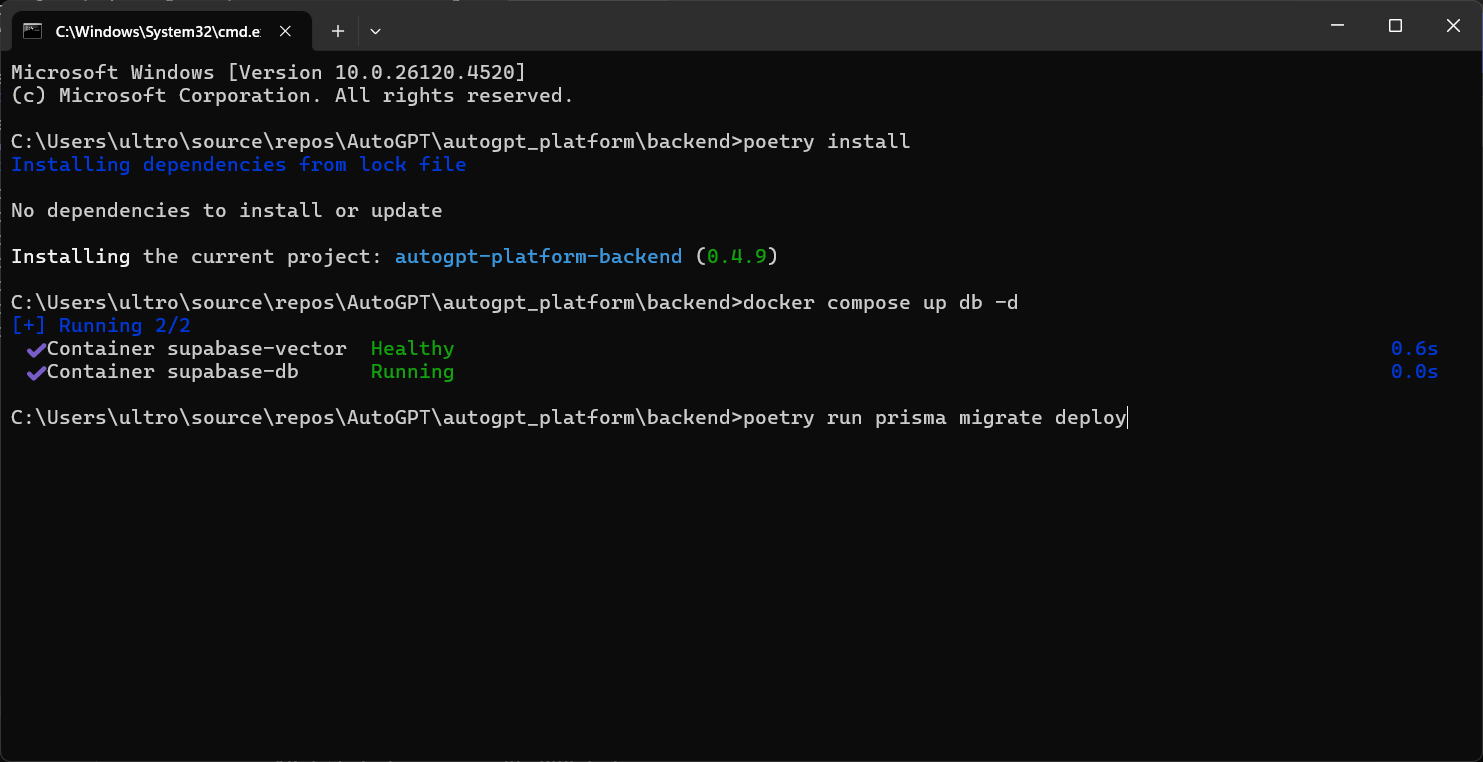 C:\Windows\System32\cmd.e
Microsoft Windows [Version 10.0.26120.4520]
(c) Microsoft Corporation. All rights reserved.
C:\Users\ultro\source\repos\AutoGPT\autogpt_platform\backend>poetry install
Installing dependencies from lock file
No dependencies to install or update
Installing the current project: autogpt-platform-backend (0.4.9)
C:\Users\ultro\source\repos\AutoGPT\autogpt_platform\backend>docker compose up db -d
[+] Running 2/2
✔Container supabase-vector  Healthy 0.6s
✔Container supabase-db      Running 0.0s
C:\Users\ultro\source\repos\AutoGPT\autogpt_platform\backend>poetry run prisma migrate deploy